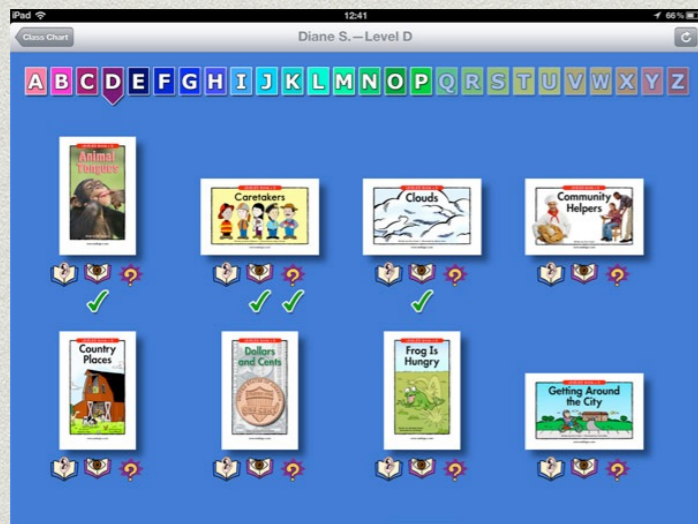 iPad 12:41 66%
Class Chart Diane S.—Level D
A B C D E F G H I J K L M N O P Q R S T U V W X Y Z
Animal
Tongues
Caretakers
Clouds
Community
Helpers
Country
Places
Dollars
and Cents
Frog Is
Hungry
Getting Around
the City